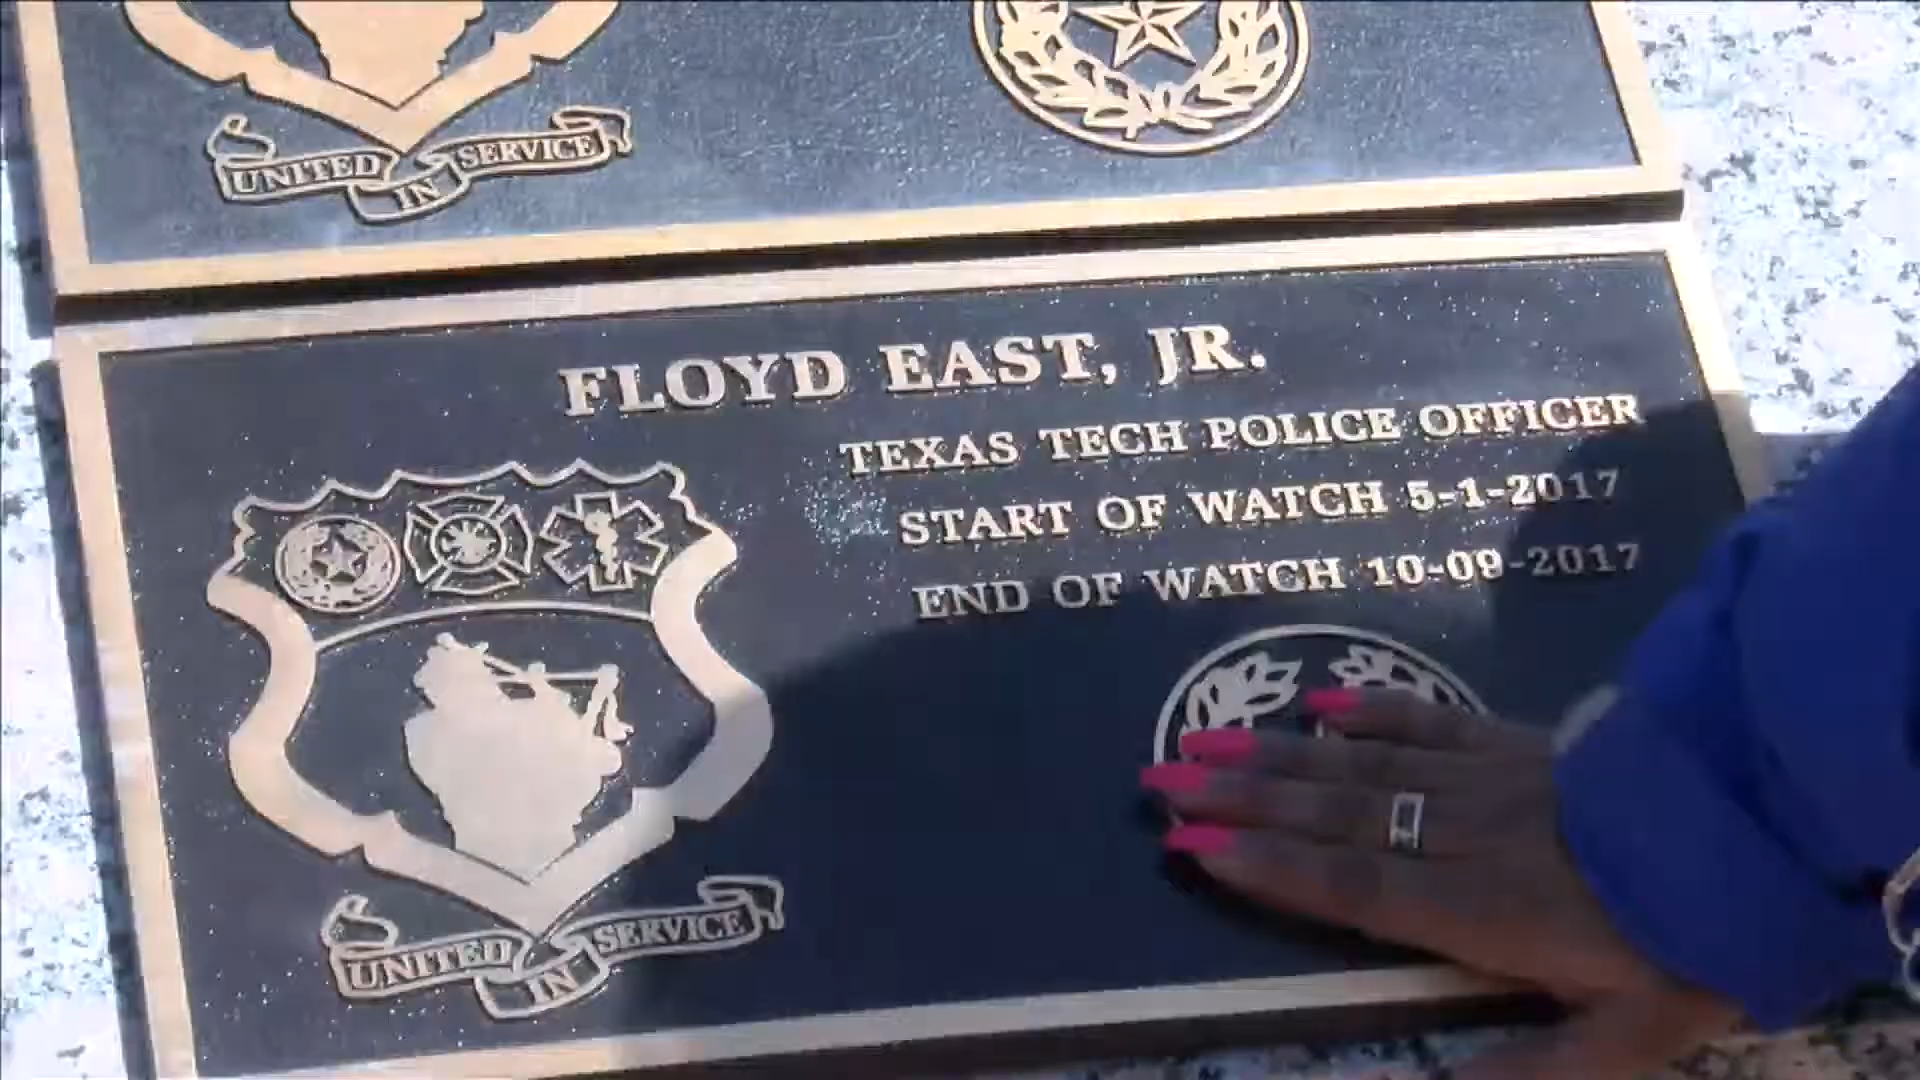 UNITED IN SERVICE
FLOYD EAST, JR.
TEXAS TECH POLICE OFFICER
START OF WATCH 5-1-2017
END OF WATCH 10-09-2017
UNITED IN SERVICE